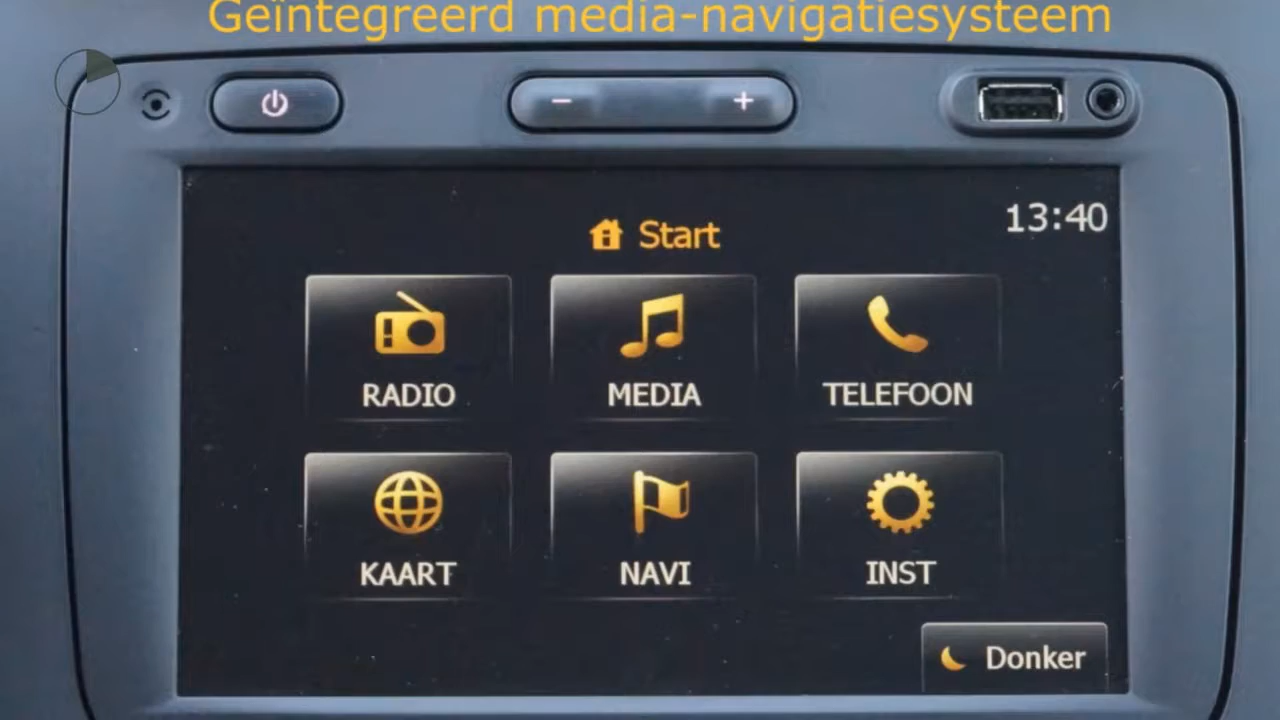 Geïntegreerd media-navigatiesysteem
13:40
Start
RADIO
MEDIA
TELEFOON
KAART
NAVI
INST
Donker